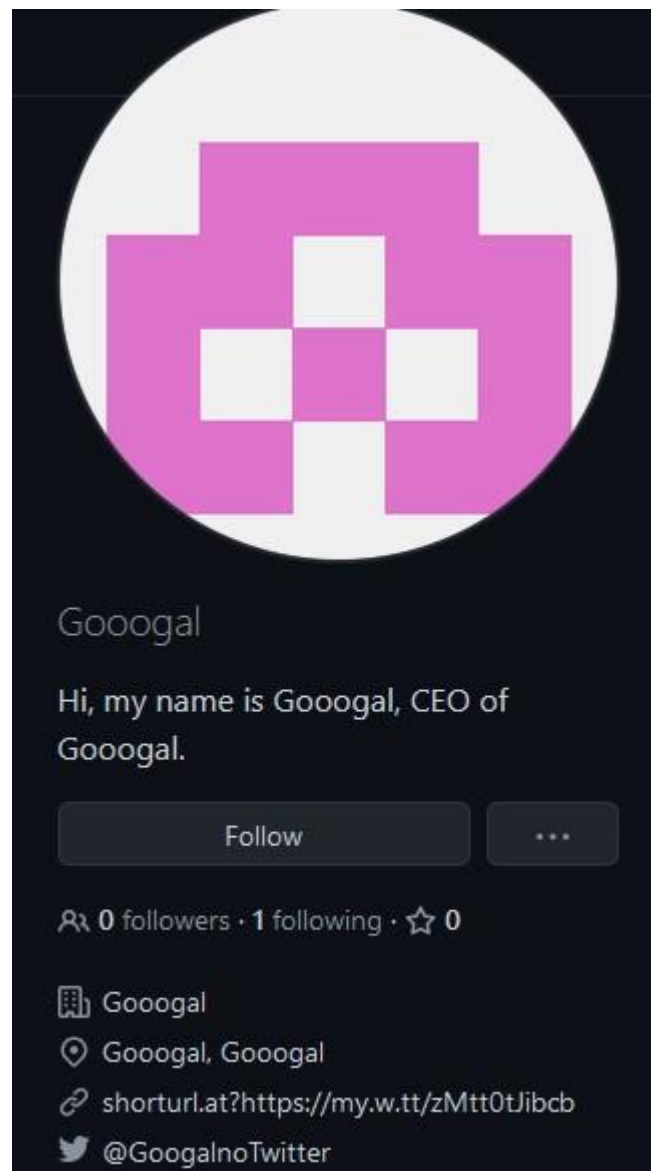 Gooogal
Hi, my name is Gooogal, CEO of
Gooogal.
Follow
0 followers · 1 following · 0
Gooogal
Gooogal, Gooogal
shorturl.at?https://my.w.tt/zMtt0tJibcb
@GoogalnoTwitter